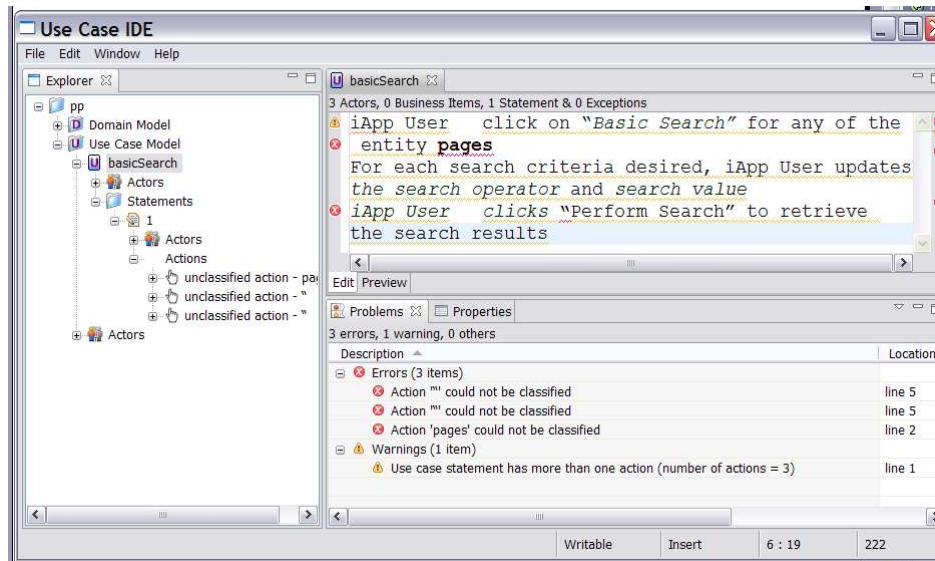 Use Case IDE
File Edit Window Help
Explorer
pp
D Domain Model
U Use Case Model
U basicSearch
Actors
Statements
1
Actors
Actions
unclassified action - pa
unclassified action - "
unclassified action - "
Actors
U basicSearch
3 Actors, 0 Business Items, 1 Statement & 0 Exceptions
iApp User click on “Basic Search” for any of the
entity pages
For each search criteria desired, iApp User updates
the search operator and search value
iApp User clicks “Perform Search” to retrieve
the search results
Edit Preview
Problems Properties
3 errors, 1 warning, 0 others
Description Location
Errors (3 items)
Action '"' could not be classified line 5
Action '"' could not be classified line 5
Action 'pages' could not be classified line 2
Warnings (1 item)
Use case statement has more than one action (number of actions = 3) line 1
Writable Insert 6 : 19 222